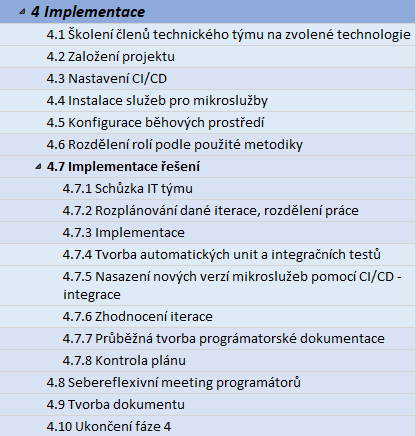 4 Implementace
4.1 Školení členů technického týmu na zvolené technologie
4.2 Založení projektu
4.3 Nastavení CI/CD
4.4 Instalace služeb pro mikroslužby
4.5 Konfigurace běhových prostředí
4.6 Rozdělení rolí podle použité metodiky
4.7 Implementace řešení
4.7.1 Schůzka IT týmu
4.7.2 Rozplánování dané iterace, rozdělení práce
4.7.3 Implementace
4.7.4 Tvorba automatických unit a integračních testů
4.7.5 Nasazení nových verzí mikroslužeb pomocí CI/CD -
integrace
4.7.6 Zhodnocení iterace
4.7.7 Průběžná tvorba prográmatorské dokumentace
4.7.8 Kontrola plánu
4.8 Sebereflexivní meeting programátorů
4.9 Tvorba dokumentu
4.10 Ukončení fáze 4